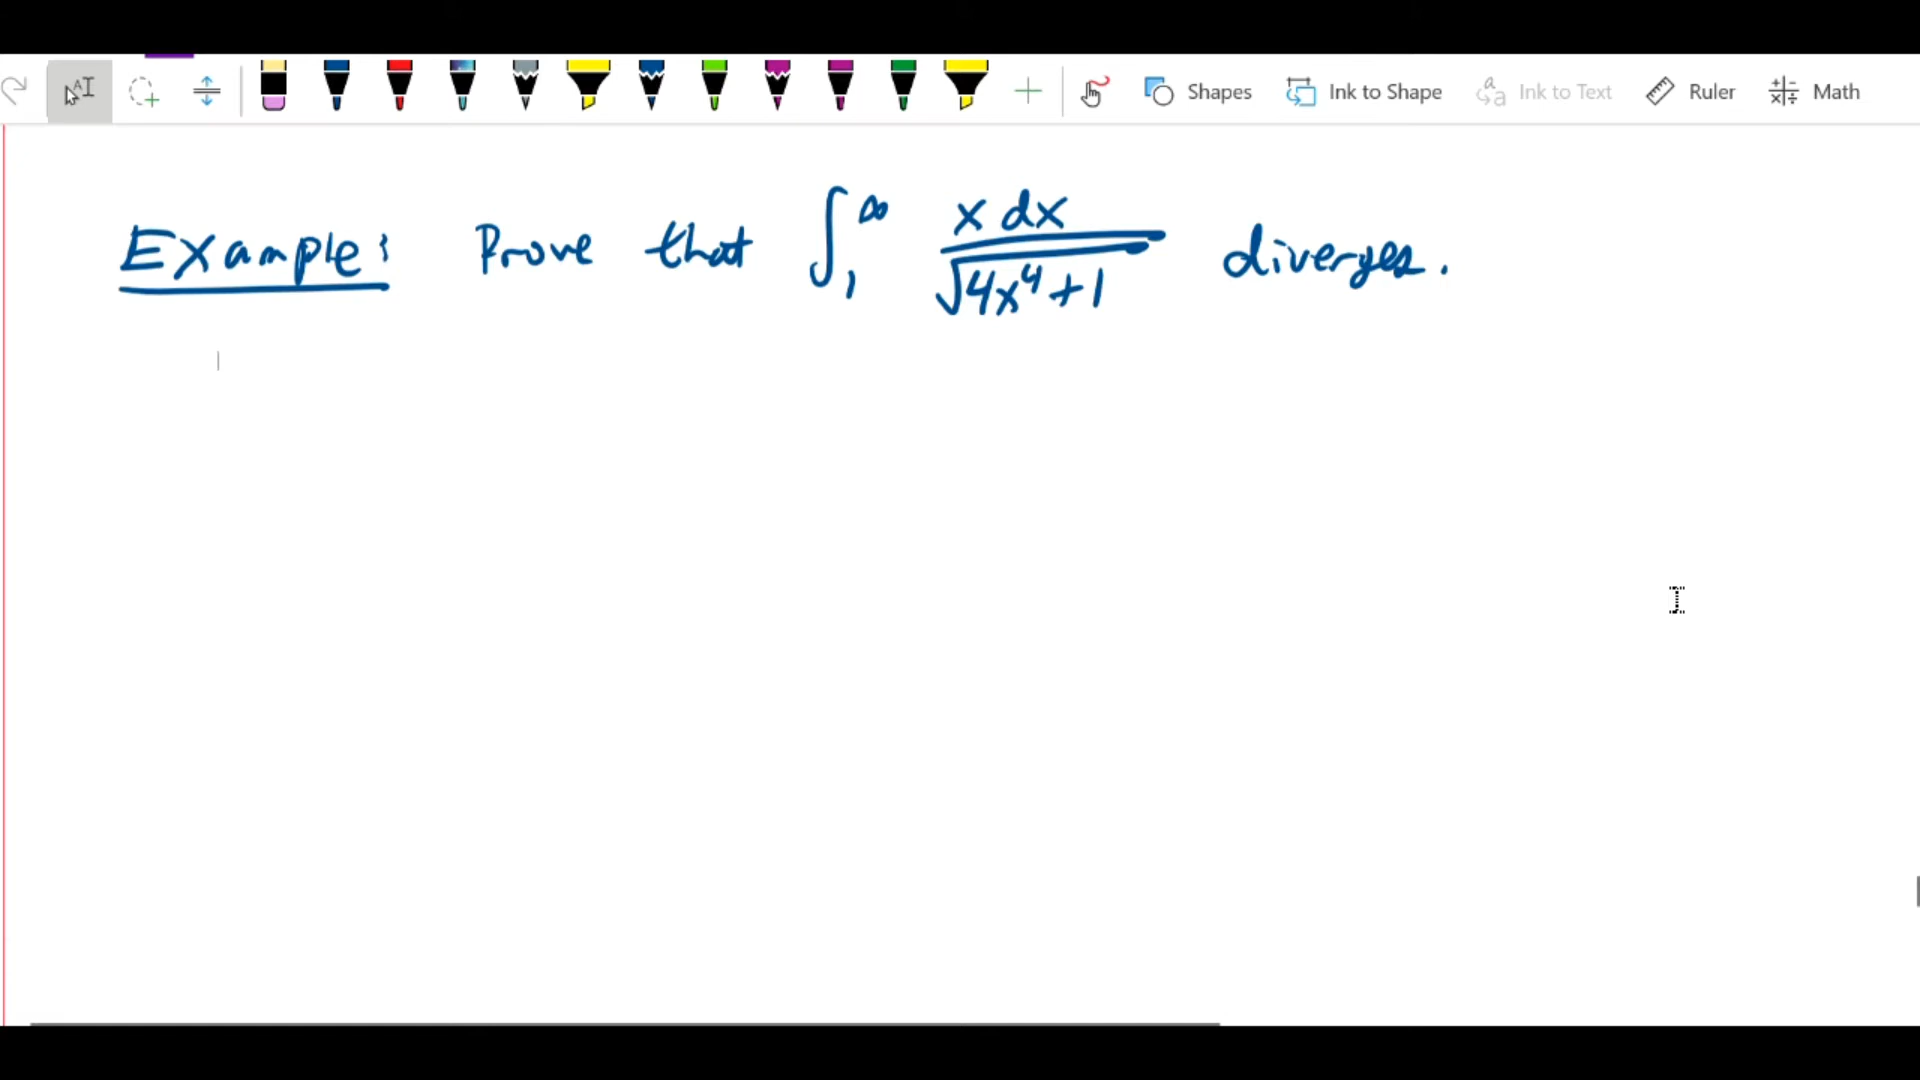 Shapes Ink to Shape Ink to Text Ruler Math
Example: Prove that ∫₁^∞ x dx / √(4x⁴+1) diverges.